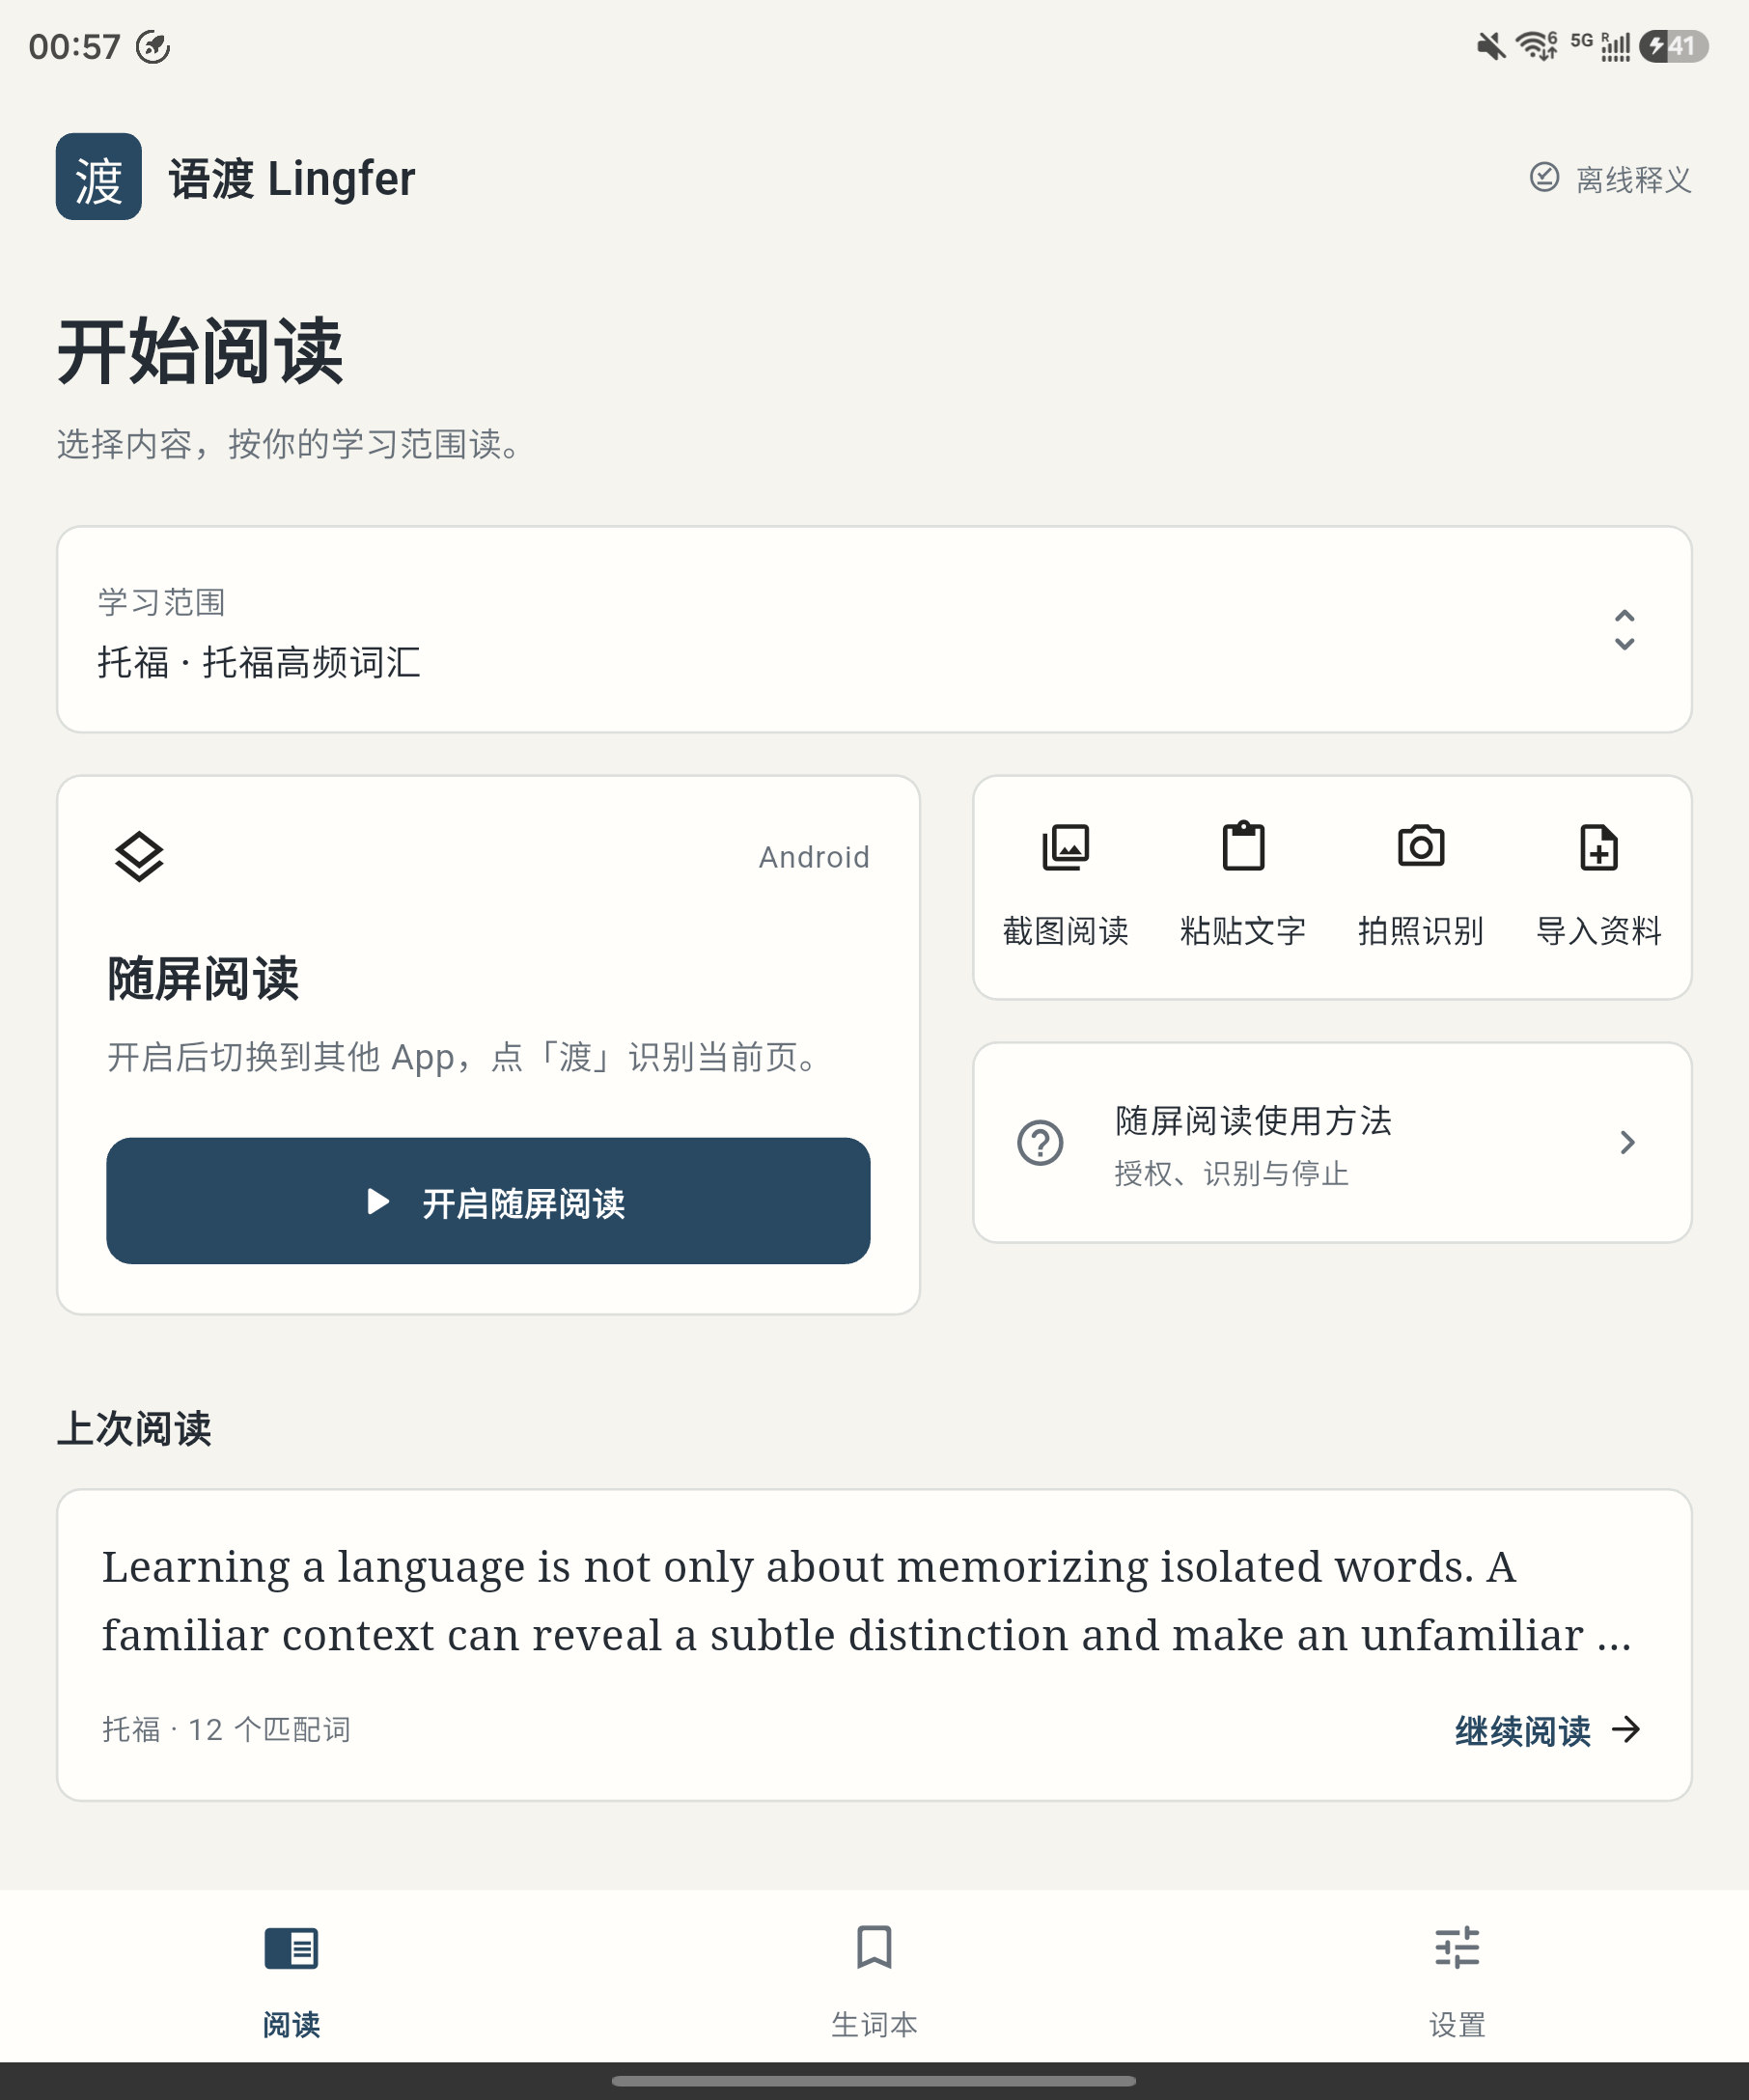 00:57
6 5G R 41
渡 语渡 Lingfer
离线释义
开始阅读
选择内容，按你的学习范围读。
学习范围
托福 · 托福高频词汇
Android
随屏阅读
开启后切换到其他 App，点「渡」识别当前页。
开启随屏阅读
截图阅读 粘贴文字 拍照识别 导入资料
随屏阅读使用方法
授权、识别与停止
上次阅读
Learning a language is not only about memorizing isolated words. A
familiar context can reveal a subtle distinction and make an unfamiliar ...
托福 · 12 个匹配词
继续阅读
阅读 生词本 设置